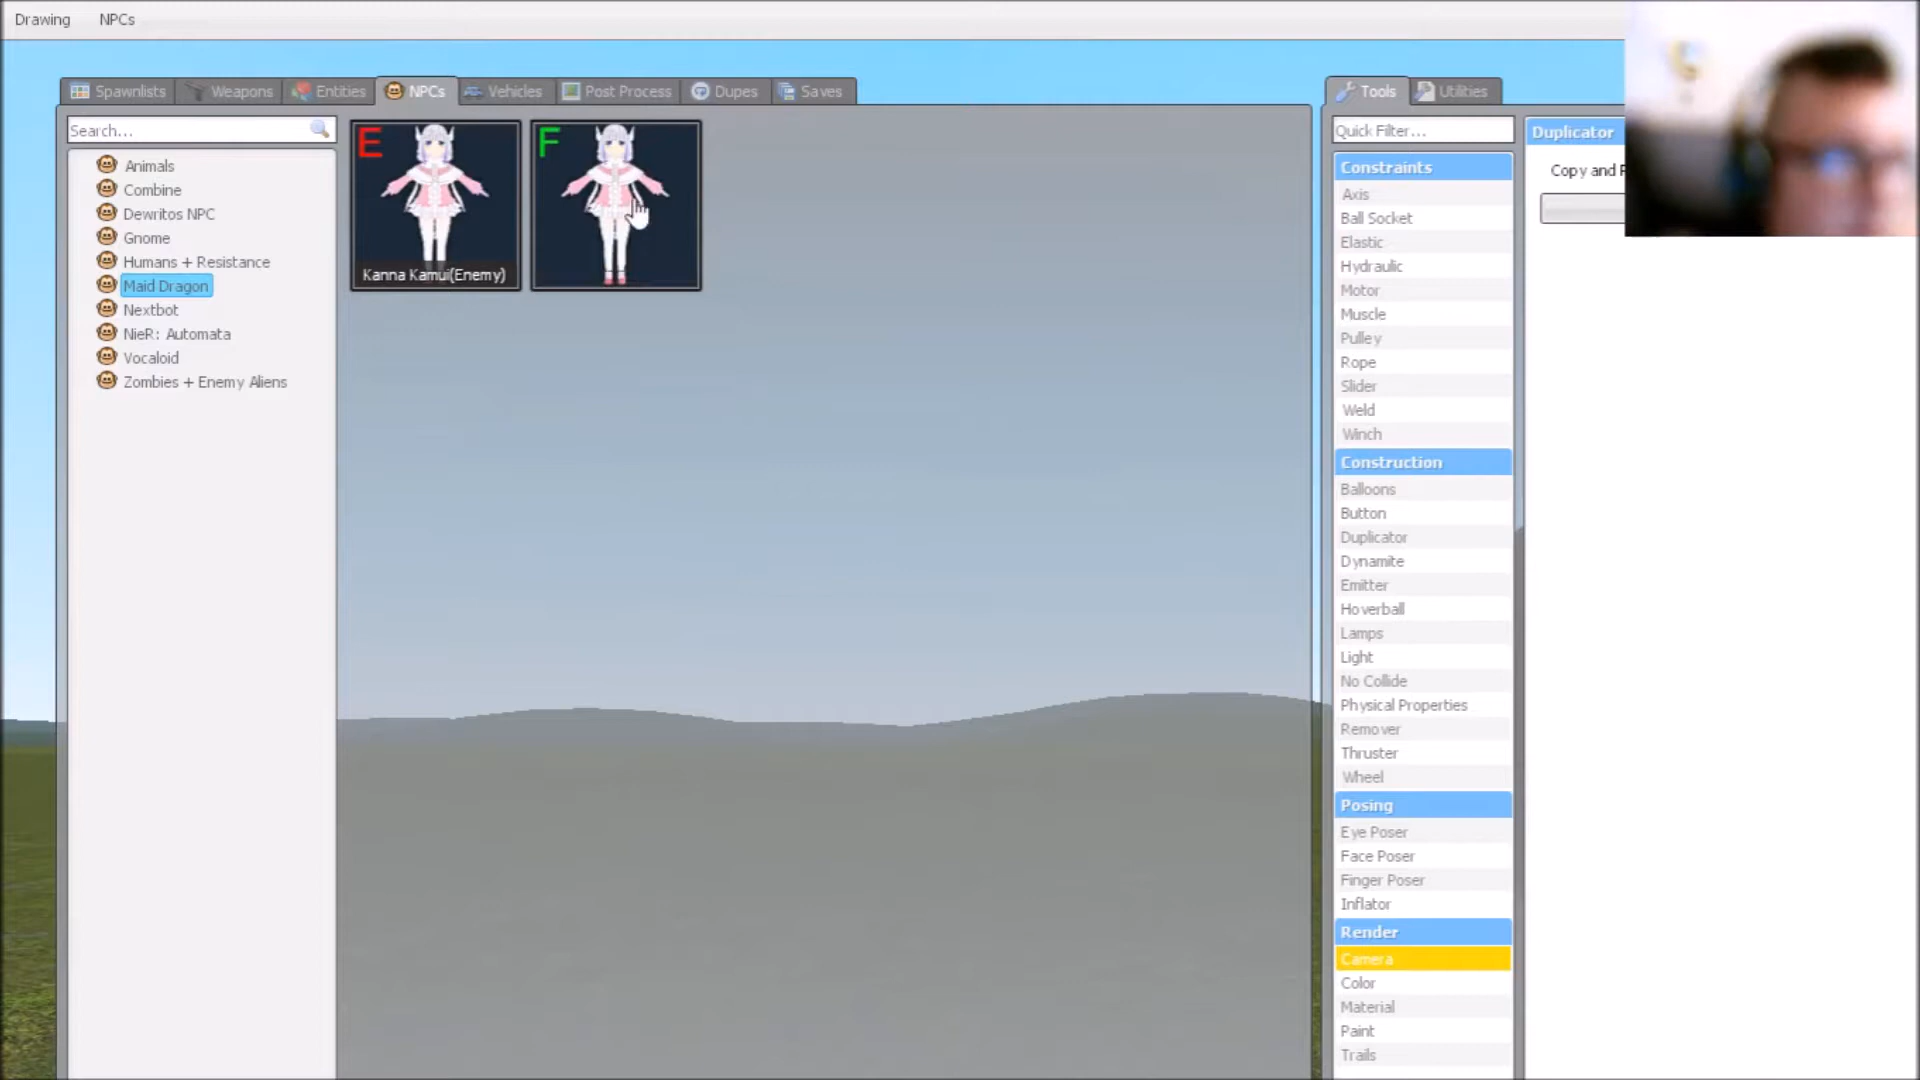 Drawing NPCs
Spawnlists Weapons Entities NPCs Vehicles Post Process Dupes Saves
Search...
Animals
Combine
Dewritos NPC
Gnome
Humans + Resistance
Maid Dragon
Nextbot
NieR: Automata
Vocaloid
Zombies + Enemy Aliens
E
Kanna Kamui(Enemy)
F
Tools Utilities
Quick Filter...
Constraints
Axis
Ball Socket
Elastic
Hydraulic
Motor
Muscle
Pulley
Rope
Slider
Weld
Winch
Construction
Balloons
Button
Duplicator
Dynamite
Emitter
Hoverball
Lamps
Light
No Collide
Physical Properties
Remover
Thruster
Wheel
Posing
Eye Poser
Face Poser
Finger Poser
Inflator
Render
Camera
Color
Material
Paint
Trails
Duplicator
Copy and